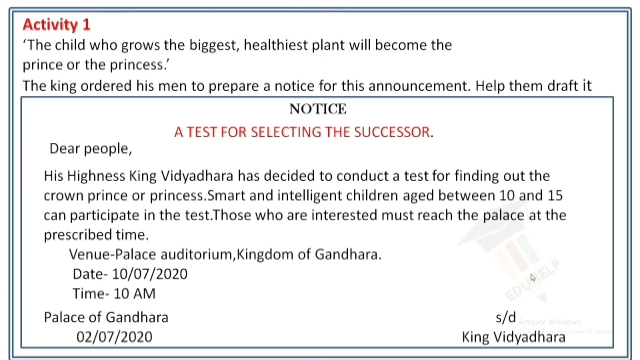 Activity 1
‘The child who grows the biggest, healthiest plant will become the
prince or the princess.’
The king ordered his men to prepare a notice for this announcement. Help them draft it
NOTICE
A TEST FOR SELECTING THE SUCCESSOR.
Dear people,
His Highness King Vidyadhara has decided to conduct a test for finding out the
crown prince or princess.Smart and intelligent children aged between 10 and 15
can participate in the test.Those who are interested must reach the palace at the
prescribed time.
Venue-Palace auditorium,Kingdom of Gandhara.
Date- 10/07/2020
Time- 10 AM
EDUHELP
Palace of Gandhara s/d
Activate Windows
02/07/2020 King Vidyadhara